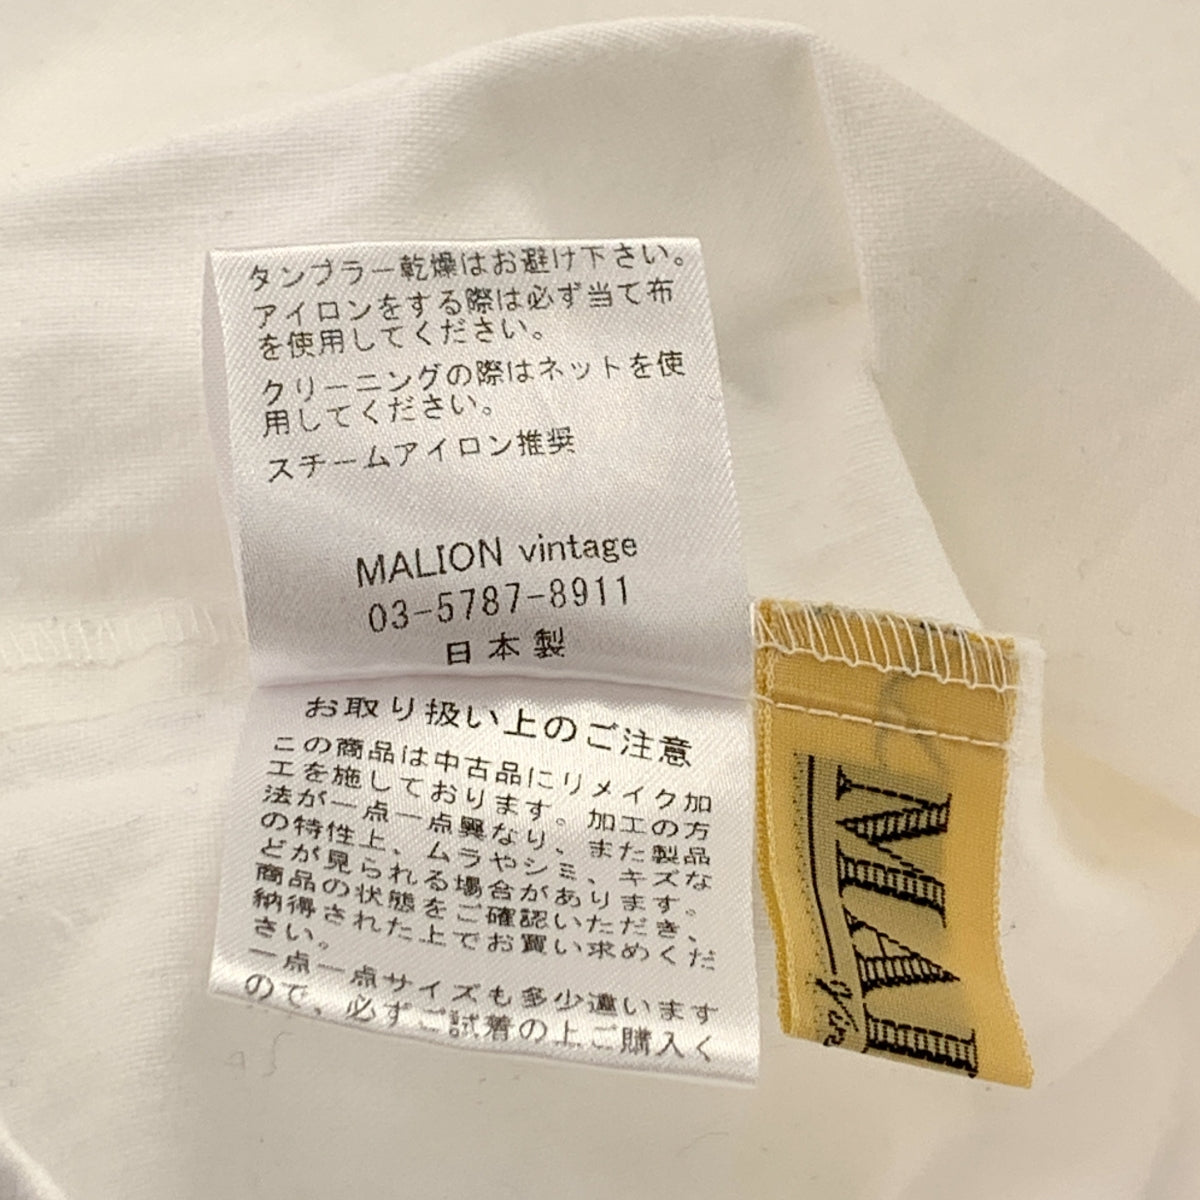 タンブラー乾燥はお避け下さい。
アイロンをする際は必ず当て布
を使用してください。
クリーニングの際はネットを使
用してください。
スチームアイロン推奨
MALION vintage
03-5787-8911
日本製
お取り扱い上のご注意
この商品は中古品にリメイク加
工を施しております。加工の方
法が一点一点異なり、また製品
の特性上、ムラやシミ、キズな
どが見られる場合があります。
商品の状態をご確認いただき、
納得された上でお買い求めくだ
さい。
一点一点サイズも多少違います
ので、必ずご試着の上ご購入く